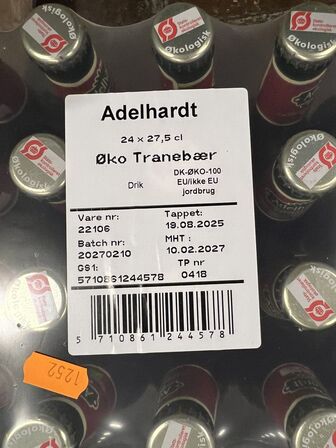 Økologisk
Økologisk
Adelhardt
24 x 27,5 cl
Øko Tranebær
Drik
DK-ØKO-100
EU/ikke EU
jordbrug
Vare nr:
22106
Tappet:
19.08.2025
Batch nr:
20270210
MHT :
10.02.2027
GS1:
5710861244578
TP nr
0418
5 710861 244578
1252
Økologisk
Økologisk